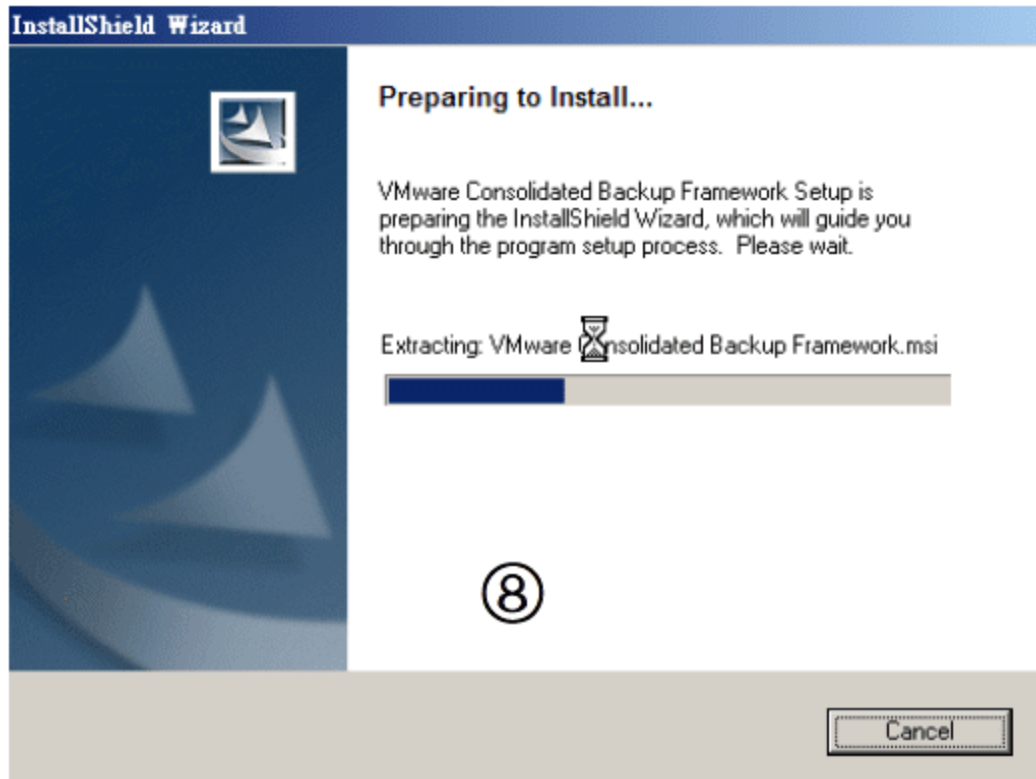 InstallShield Wizard
Preparing to Install...
VMware Consolidated Backup Framework Setup is
preparing the InstallShield Wizard, which will guide you
through the program setup process.  Please wait.
Extracting: VMware Consolidated Backup Framework.msi
⑧
Cancel